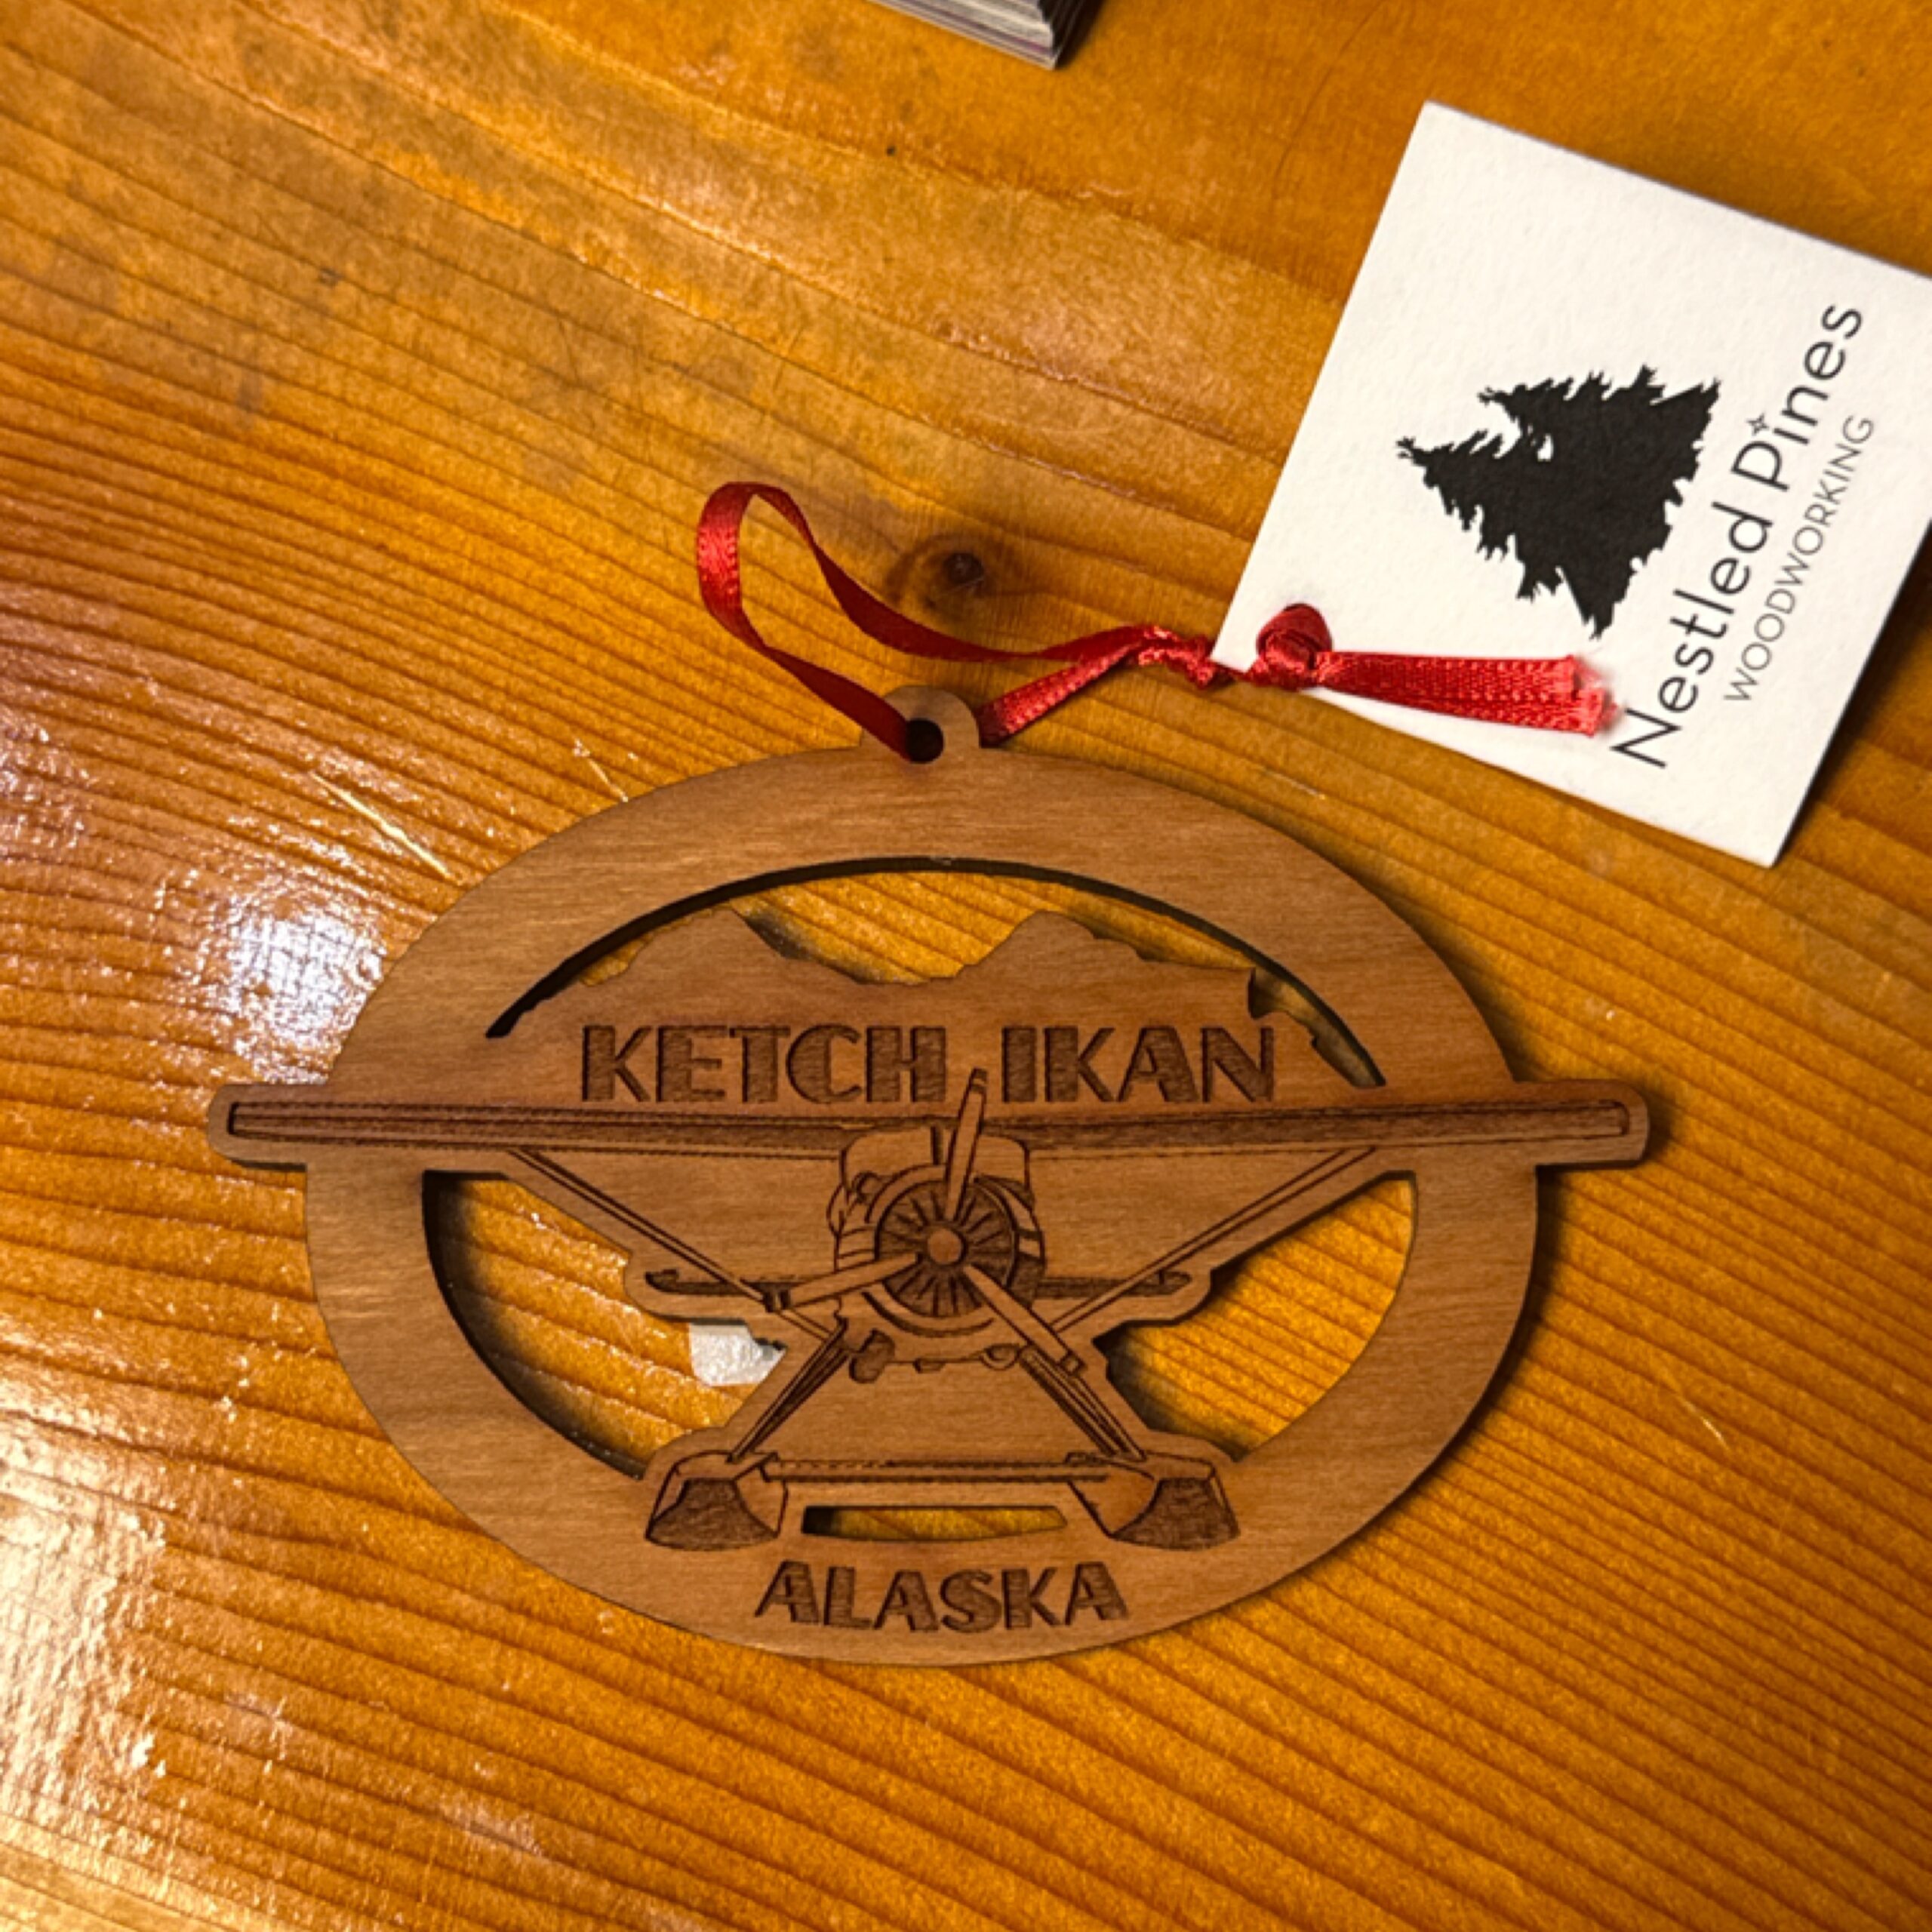 Nestled Pines
WOODWORKING
KETCH IKAN
ALASKA